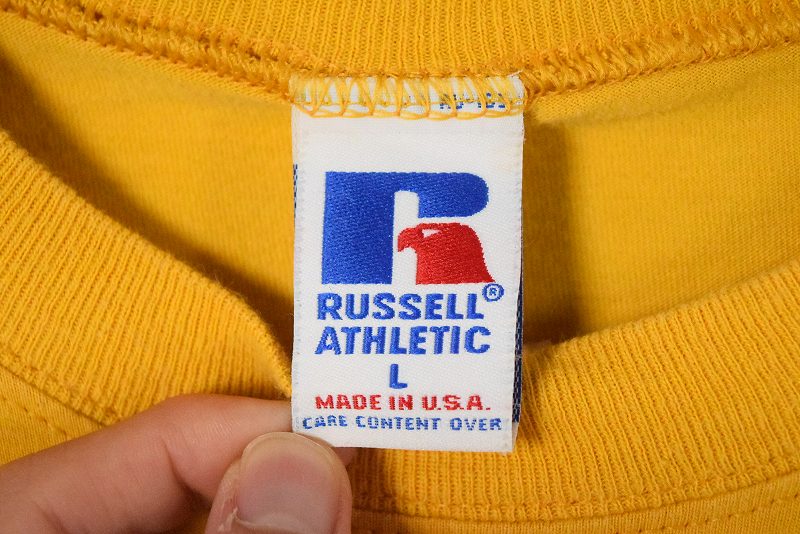 RUSSELL®
ATHLETIC
L
MADE IN U.S.A.
CARE CONTENT OVER